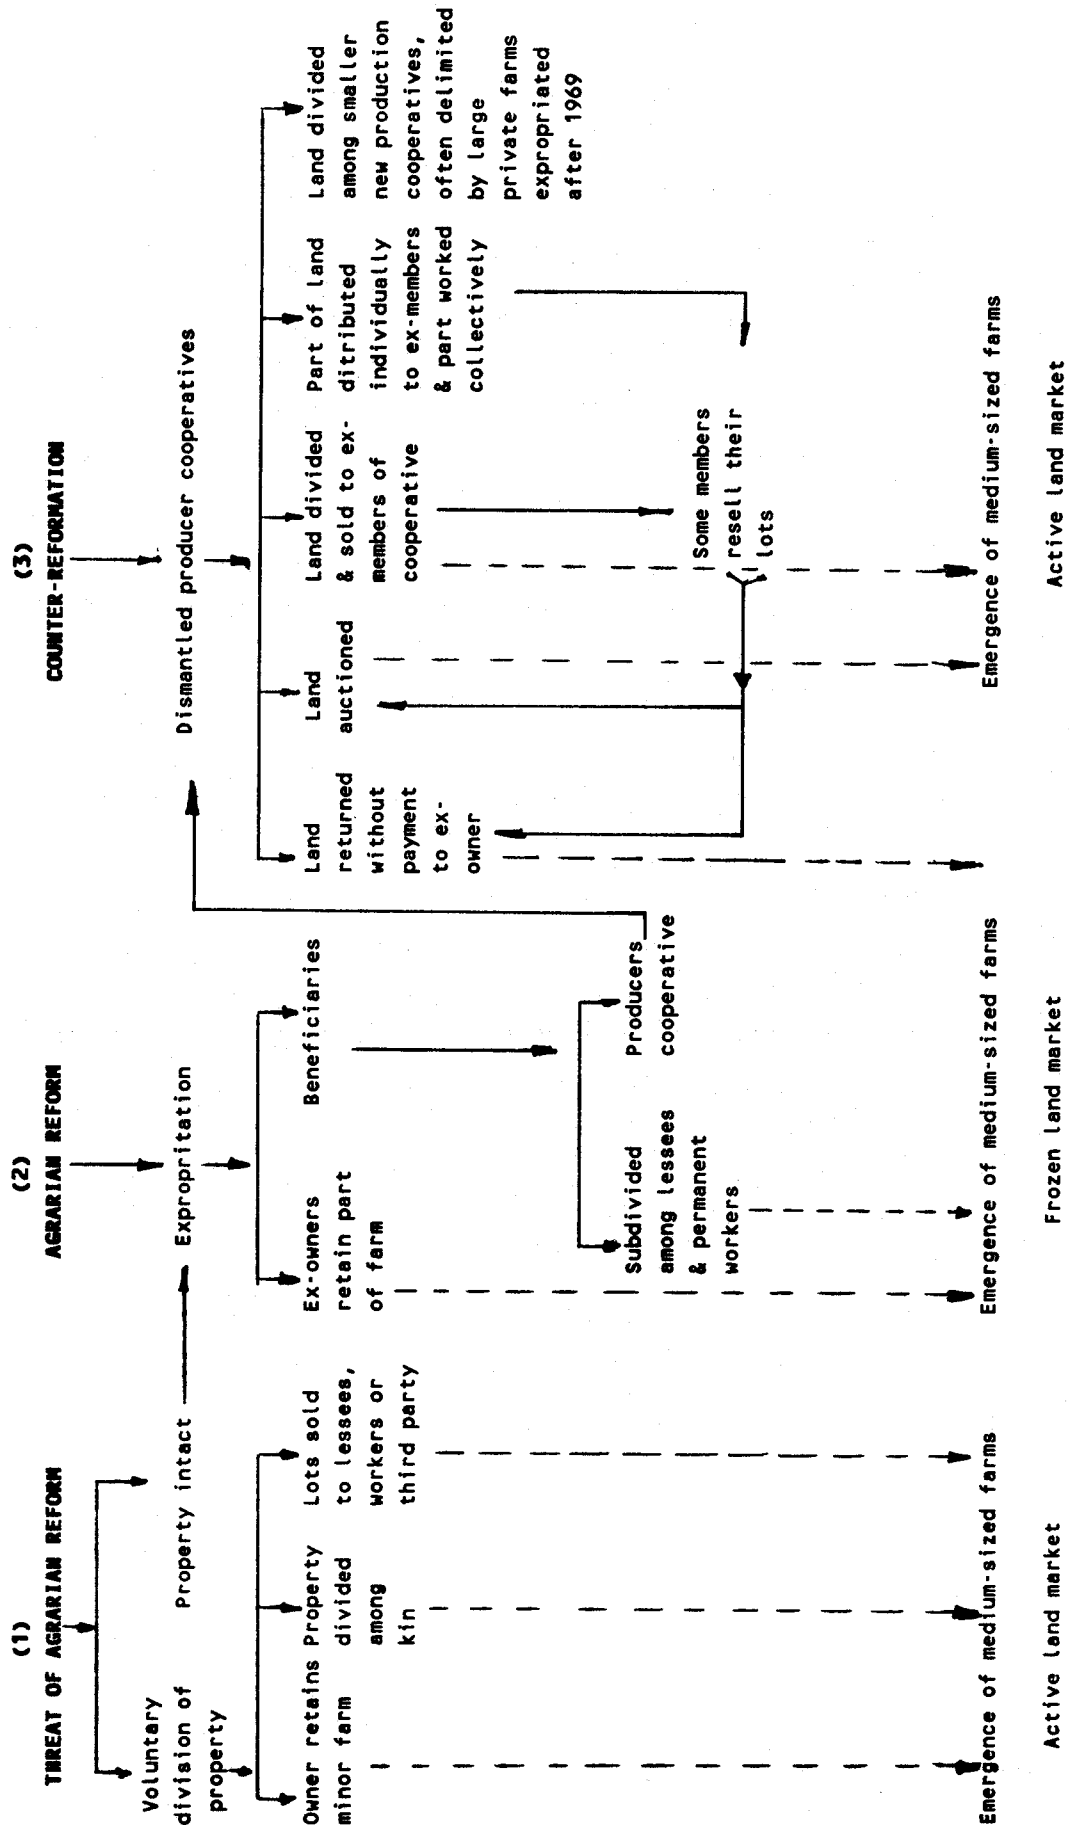 (1)
THREAT OF AGRARIAN REFORM
Voluntary
division of
property
Property intact
Owner retains
minor farm
Property
divided
among
kin
Lots sold
to lessees,
workers or
third party
Emergence of medium-sized farms
Active land market
(2)
AGRARIAN REFORM
Expropritation
Ex-owners
retain part
of farm
Beneficiaries
Subdivided
among lessees
& permanent
workers
Producers
cooperative
Emergence of medium-sized farms
Frozen land market
(3)
COUNTER-REFORMATION
Dismantled producer cooperatives
Land
returned
without
payment
to ex-
owner
Land
auctioned
Land divided
& sold to ex-
members of
cooperative
Part of land
ditributed
individually
to ex-members
& part worked
collectively
Land divided
among smaller
new production
cooperatives,
often delimited
by large
private farms
expropriated
after 1969
Some members
resell their
lots
Emergence of medium-sized farms
Active land market